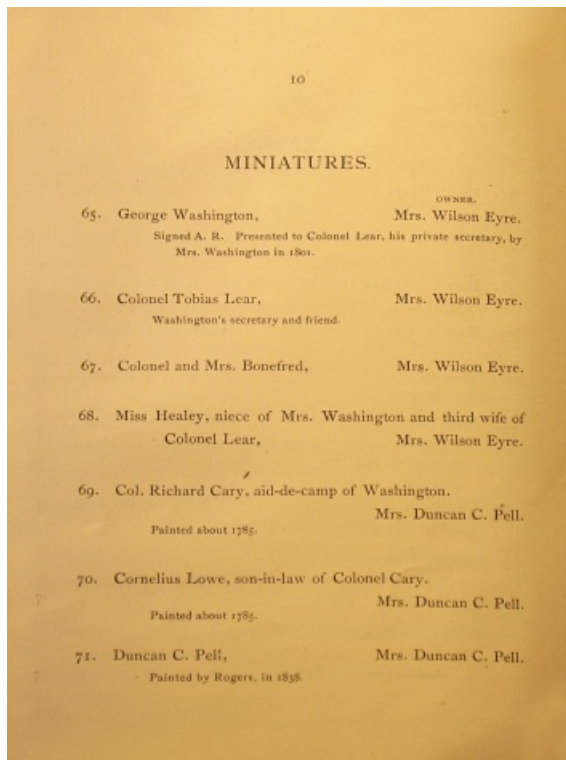 10
MINIATURES.
OWNER.
65. George Washington, Mrs. Wilson Eyre.
Signed A. R. Presented to Colonel Lear, his private secretary, by
Mrs. Washington in 1801.
66. Colonel Tobias Lear, Mrs. Wilson Eyre.
Washington's secretary and friend.
67. Colonel and Mrs. Bonefred, Mrs. Wilson Eyre.
68. Miss Healey, niece of Mrs. Washington and third wife of
Colonel Lear, Mrs. Wilson Eyre.
69. Col. Richard Cary, aid-de-camp of Washington.
Mrs. Duncan C. Pell.
Painted about 1785.
70. Cornelius Lowe, son-in-law of Colonel Cary.
Mrs. Duncan C. Pell.
Painted about 1785.
71. Duncan C. Pell, Mrs. Duncan C. Pell.
Painted by Rogers, in 1838.